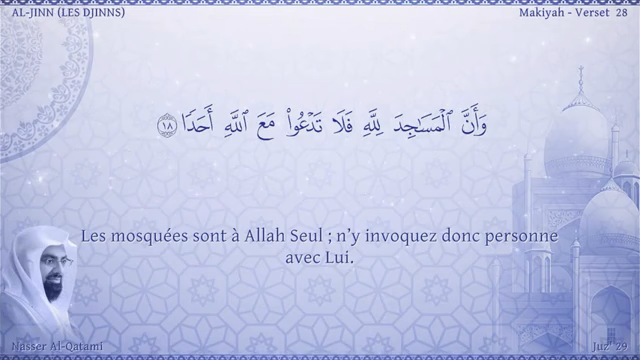 AL-JINN (LES DJINNS)
Makiyah - Verset 28
وَأَنَّ ٱلْمَسَـٰجِدَ لِلَّهِ فَلَا تَدْعُوا۟ مَعَ ٱللَّهِ أَحَدًا ١٨
Les mosquées sont à Allah Seul ; n’y invoquez donc personne
avec Lui.
Nasser Al-Qatami
Juz' 29